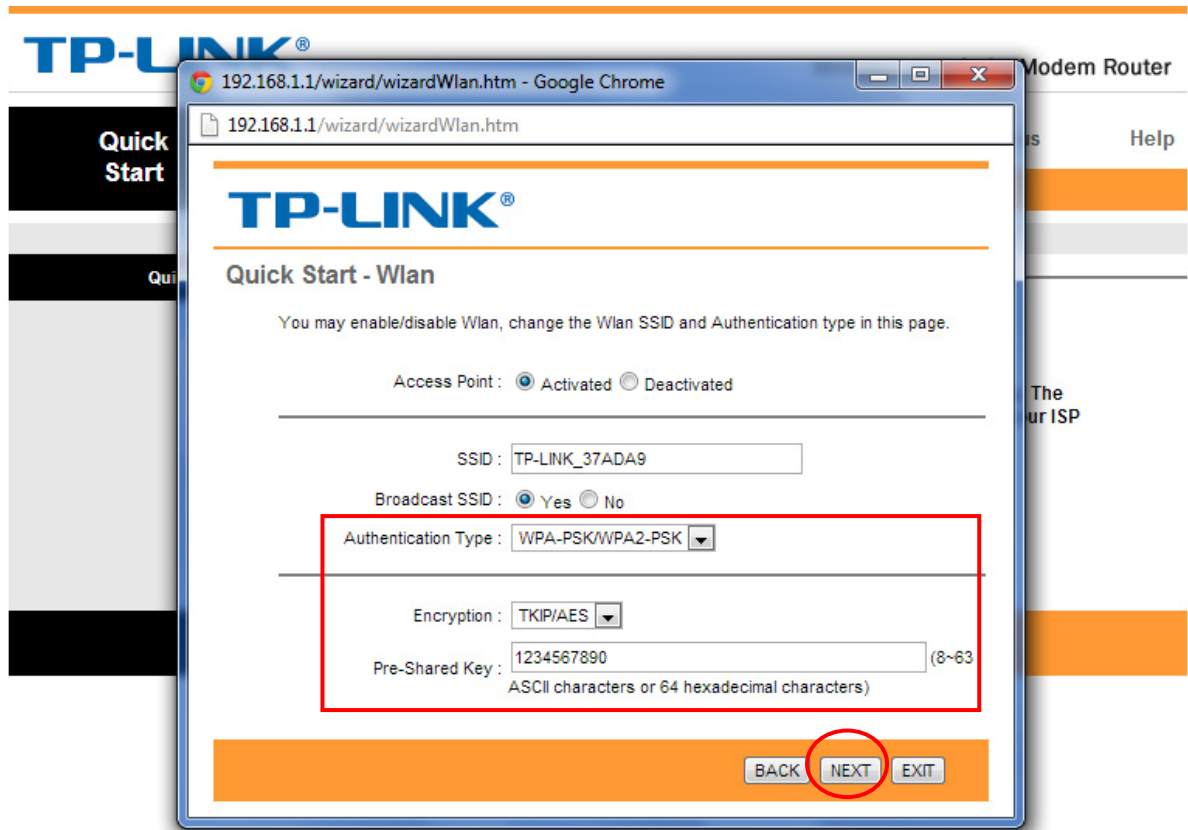 TP-LINK®
Modem Router
192.168.1.1/wizard/wizardWlan.htm - Google Chrome
192.168.1.1/wizard/wizardWlan.htm
Quick
Start
Help
TP-LINK®
Quick Start - Wlan
You may enable/disable Wlan, change the Wlan SSID and Authentication type in this page.
Access Point : Activated Deactivated
The
ur ISP
SSID : TP-LINK_37ADA9
Broadcast SSID : Yes No
Authentication Type : WPA-PSK/WPA2-PSK
Encryption : TKIP/AES
Pre-Shared Key : 1234567890 (8~63
ASCII characters or 64 hexadecimal characters)
BACK NEXT EXIT